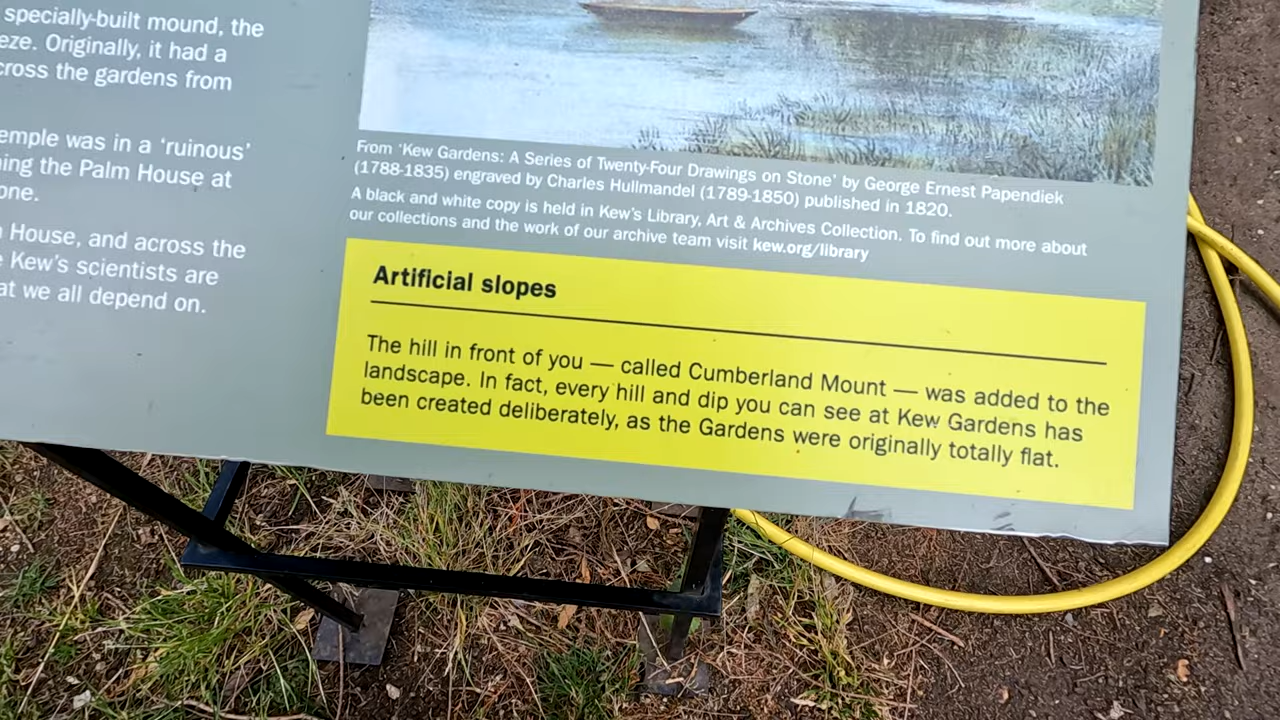 specially-built mound, the
Originally, it had a
the gardens from
was in a ‘ruinous’
the Palm House at
House, and across the
Kew’s scientists are
we all depend on.
From ‘Kew Gardens: A Series of Twenty-Four Drawings on Stone’ by George Ernest Papendiek
(1788-1835) engraved by Charles Hullmandel (1789-1850) published in 1820.
A black and white copy is held in Kew’s Library, Art & Archives Collection. To find out more about
our collections and the work of our archive team visit kew.org/library
Artificial slopes
The hill in front of you — called Cumberland Mount — was added to the
landscape. In fact, every hill and dip you can see at Kew Gardens has
been created deliberately, as the Gardens were originally totally flat.